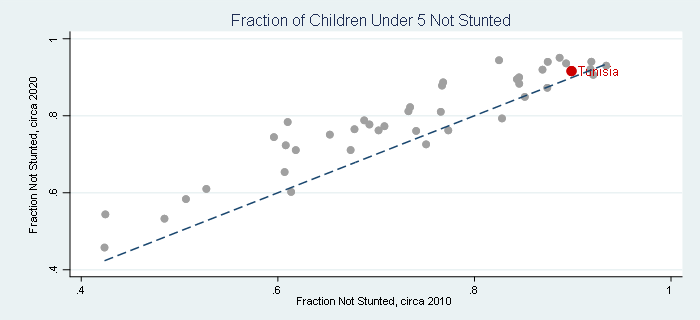 Fraction of Children Under 5 Not Stunted
Fraction Not Stunted, circa 2020
1
.8
.6
.4
Tunisia
.4
.6
.8
1
Fraction Not Stunted, circa 2010